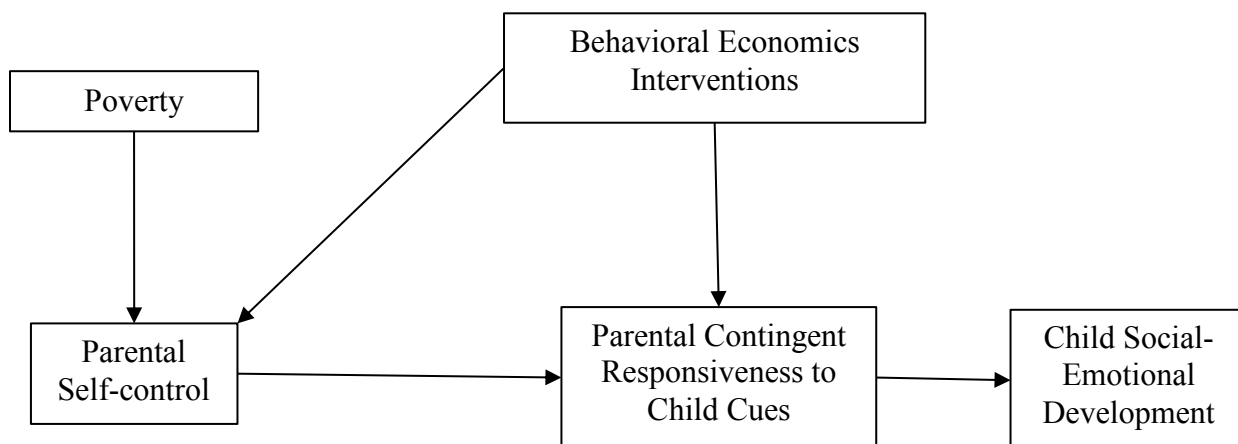 Behavioral Economics
Interventions
Poverty
Parental
Self-control
Parental Contingent
Responsiveness to
Child Cues
Child Social-
Emotional
Development